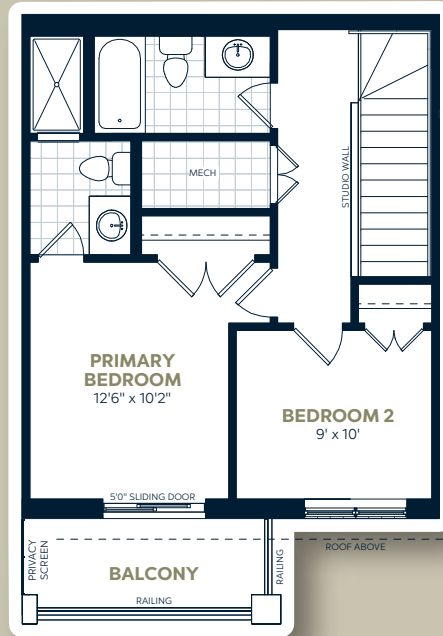 MECH
STUDIO WALL
PRIMARY
BEDROOM
12'6" x 10'2"
BEDROOM 2
9' x 10'
5'0" SLIDING DOOR
PRIVACY
SCREEN
BALCONY
RAILING
RAILING
ROOF ABOVE